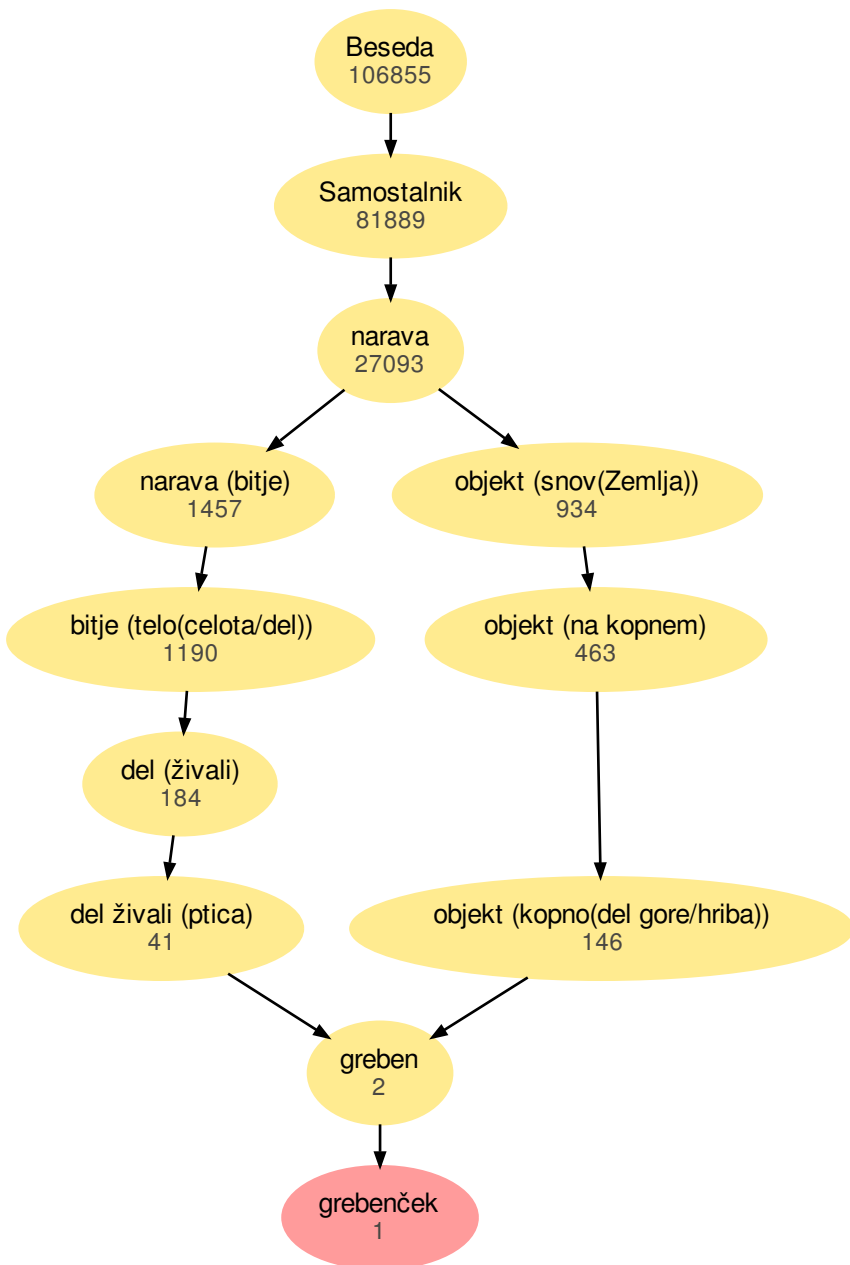 Beseda
106855
Samostalnik
81889
narava
27093
narava (bitje)
1457
objekt (snov(Zemlja))
934
bitje (telo(celota/del))
1190
objekt (na kopnem)
463
del (živali)
184
del živali (ptica)
41
objekt (kopno(del gore/hriba))
146
greben
2
grebenček
1